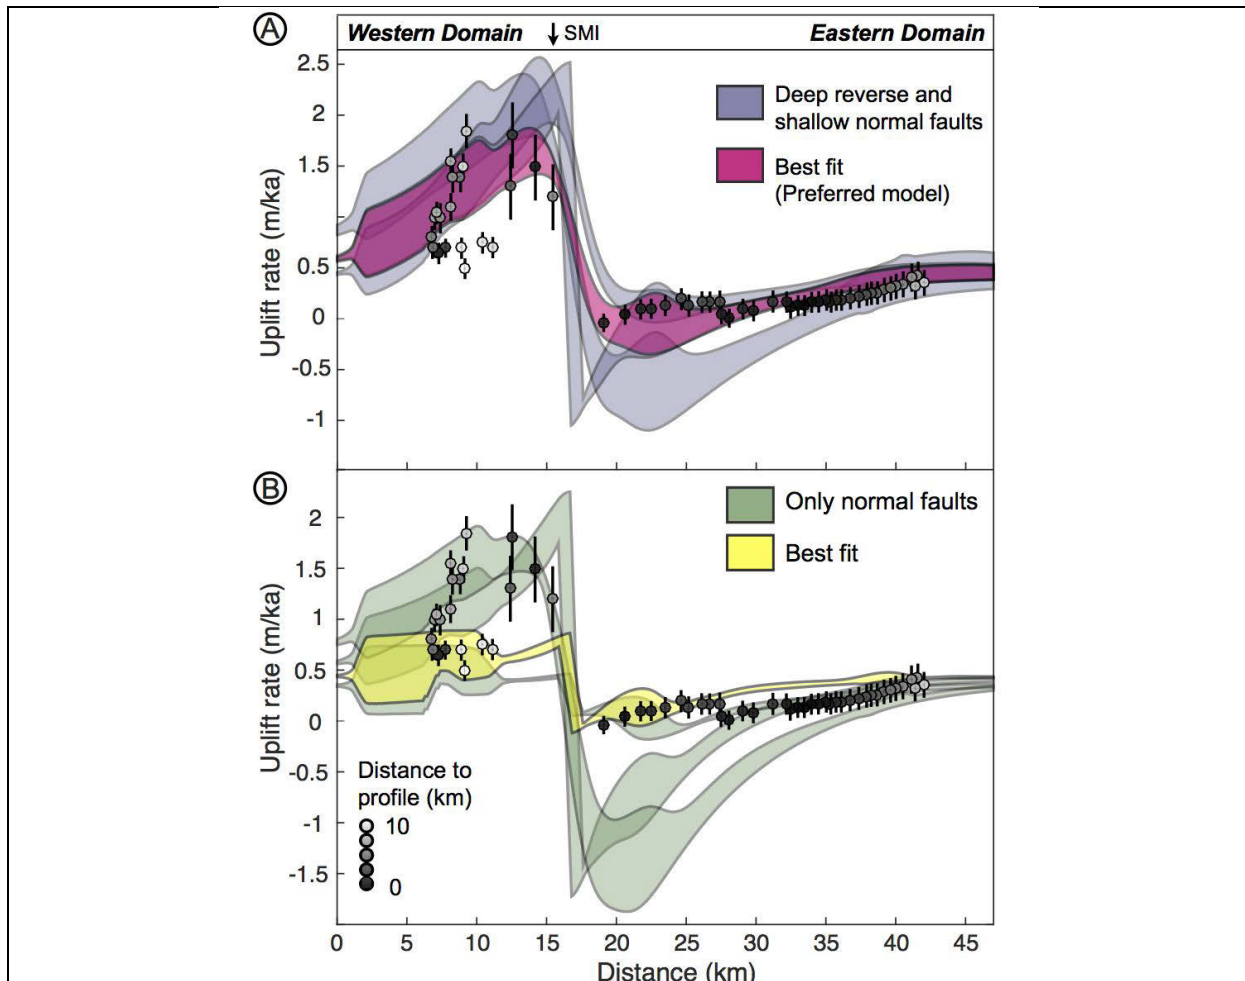 A
Western Domain
SMI
Eastern Domain
2.5
2
1.5
0.5
0
-0.5
-1
Uplift rate (m/ka)
Deep reverse and
shallow normal faults
Best fit
(Preferred model)
B
2
1.5
1
0.5
0
-0.5
-1
-1.5
Uplift rate (m/ka)
Only normal faults
Best fit
Distance to
profile (km)
10
0
0 5 10 15 20 25 30 35 40 45
Distance (km)